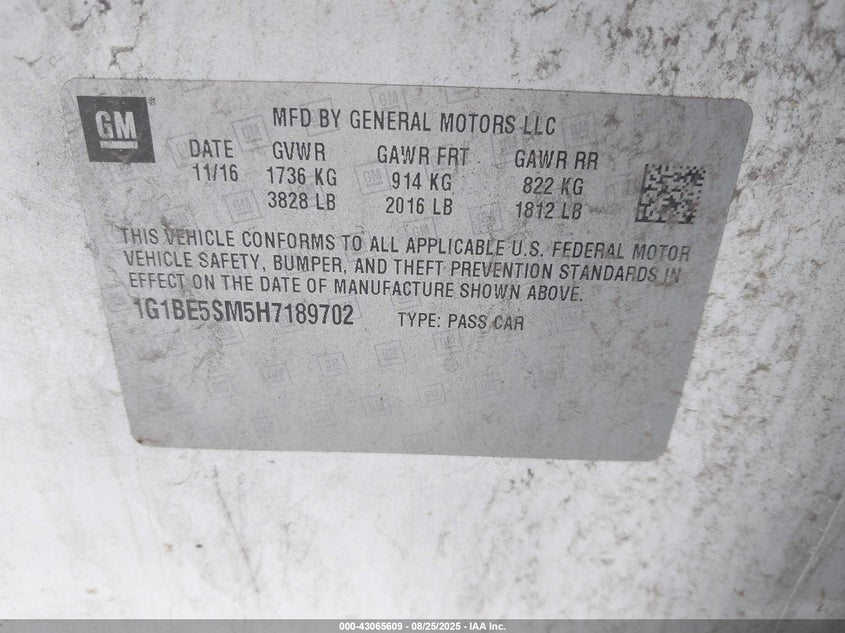 GM ®
MFD BY GENERAL MOTORS LLC
DATE GVWR GAWR FRT GAWR RR
11/16 1736 KG 914 KG 822 KG
3828 LB 2016 LB 1812 LB
THIS VEHICLE CONFORMS TO ALL APPLICABLE U.S. FEDERAL MOTOR
VEHICLE SAFETY, BUMPER, AND THEFT PREVENTION STANDARDS IN
EFFECT ON THE DATE OF MANUFACTURE SHOWN ABOVE.
1G1BE5SM5H7189702 TYPE: PASS CAR
000-43065609 - 08/25/2025 - IAA Inc.